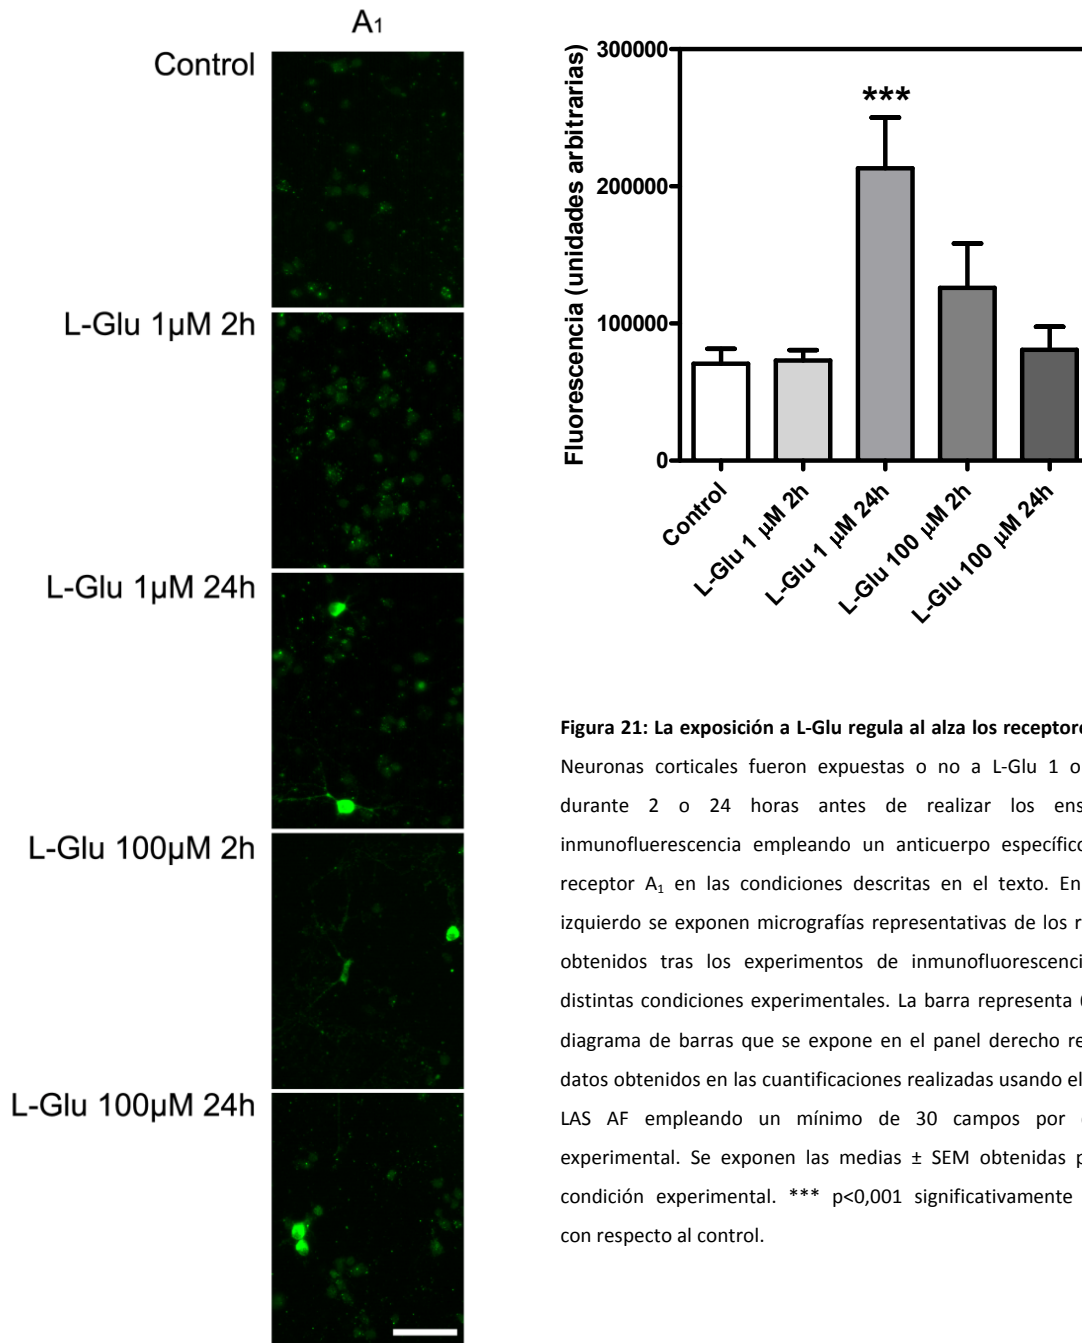 A₁
Control
L-Glu 1µM 2h
L-Glu 1µM 24h
L-Glu 100µM 2h
L-Glu 100µM 24h
Fluorescencia (unidades arbitrarias)
300000
200000
100000
0
***
Control
L-Glu 1 µM 2h
L-Glu 1 µM 24h
L-Glu 100 µM 2h
L-Glu 100 µM 24h
Figura 21: La exposición a L-Glu regula al alza los
Neuronas corticales fueron expuestas o no a L-Glu 1 o
durante 2 o 24 horas antes de realizar los
inmunofluerescencia empleando un anticuerpo específico
receptor A₁ en las condiciones descritas en el texto. En
izquierdo se exponen micrografías representativas de los
obtenidos tras los experimentos de
distintas condiciones experimentales. La barra representa
diagrama de barras que se expone en el panel derecho
datos obtenidos en las cuantificaciones realizadas usando el
LAS AF empleando un mínimo de 30 campos por
experimental. Se exponen las medias ± SEM obtenidas
condición experimental. *** p<0,001 significativamente
con respecto al control.